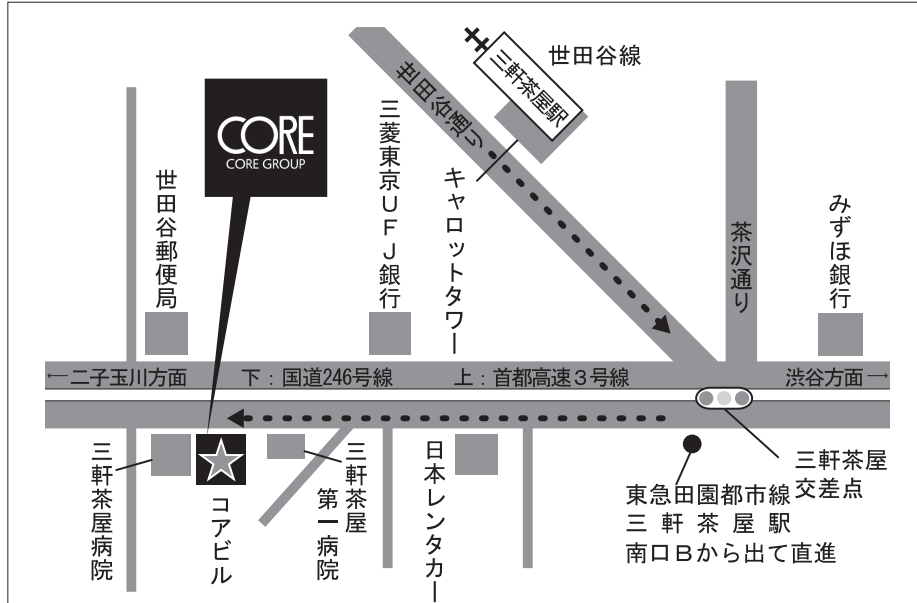 世田谷線
三軒茶屋駅
世田谷通り
CORE
CORE GROUP
世田谷郵便局
三菱東京UFJ銀行
キャロットタワー
茶沢通り
みずほ銀行
←二子玉川方面
下：国道246号線
上：首都高速3号線
渋谷方面→
三軒茶屋病院
コアビル
三軒茶屋
第一病院
日本レンタカー
東急田園都市線
三軒茶屋駅
南口Bから出て直進
三軒茶屋
交差点